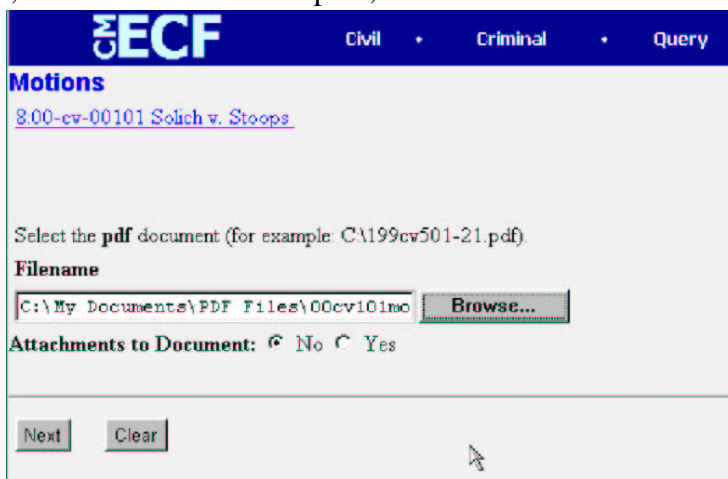 CM ECF Civil • Criminal • Query
Motions
8:00-cv-00101 Solich v. Stoops
Select the pdf document (for example: C:\199cv501-21.pdf).
Filename
C:\My Documents\PDF Files\00cv101mo Browse...
Attachments to Document: No Yes
Next Clear